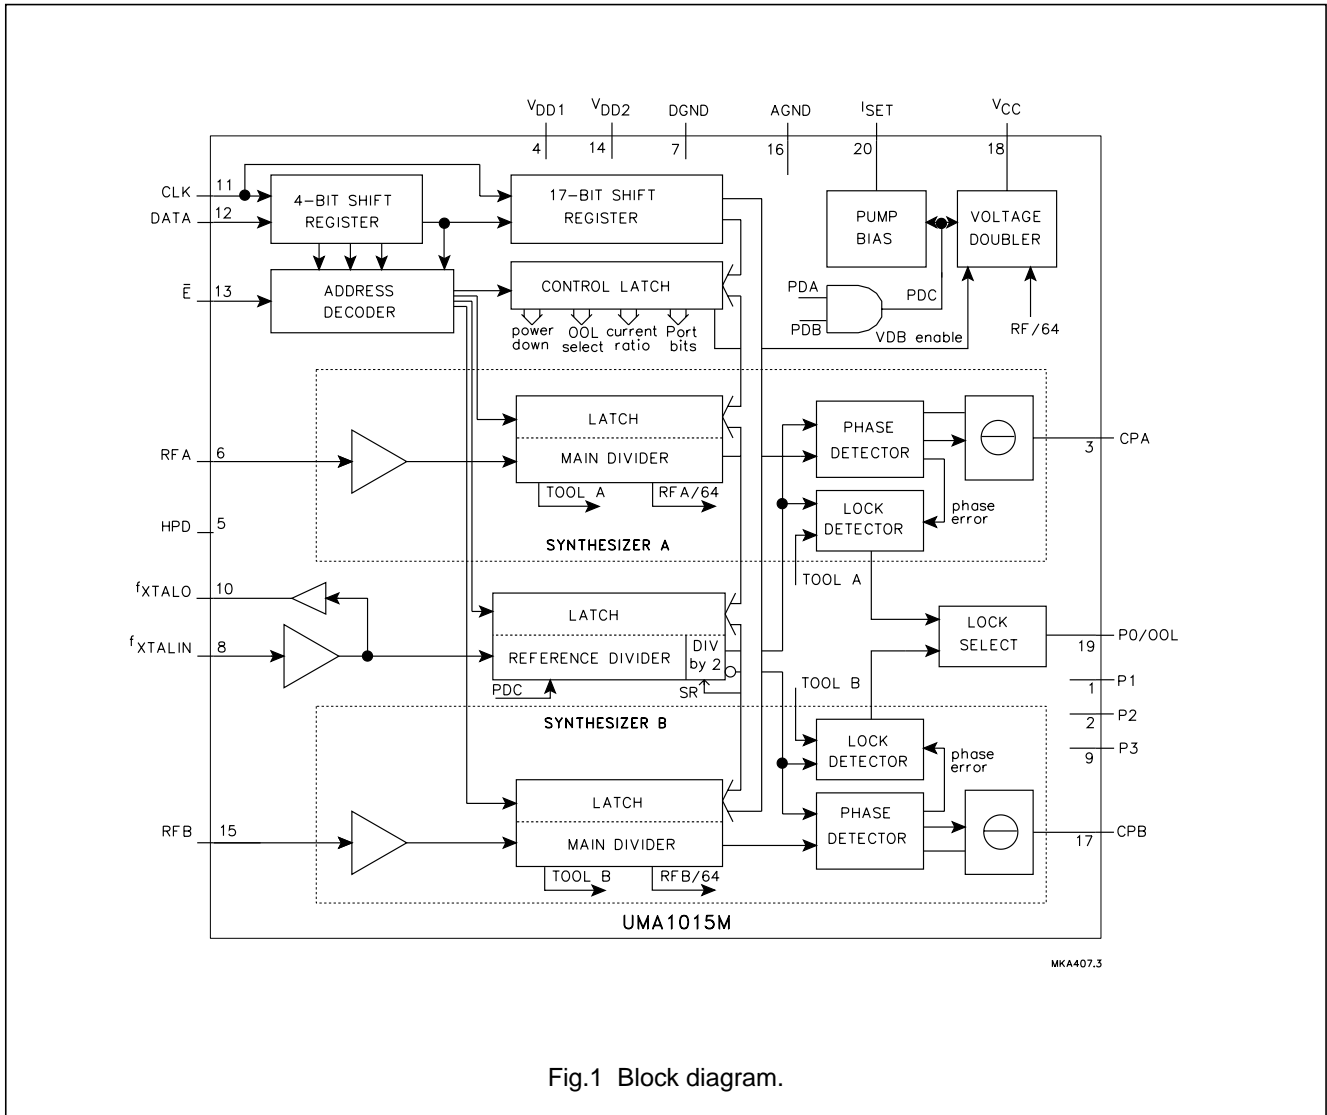 VDD1 VDD2 DGND AGND ISET VCC
4 14 7 16 20 18
CLK 11
DATA 12
4-BIT SHIFT
REGISTER
17-BIT SHIFT
REGISTER
PUMP
BIAS
VOLTAGE
DOUBLER
E̅ 13
ADDRESS
DECODER
CONTROL LATCH
power
down
OOL
select
current
ratio
Port
bits
PDA
PDB
PDC
VDB enable
RF/64
RFA 6
LATCH
MAIN DIVIDER
TOOL A
RFA/64
PHASE
DETECTOR
3 CPA
LOCK
DETECTOR
phase
error
HPD 5
SYNTHESIZER A
TOOL A
fXTALO 10
fXTALIN 8
LATCH
REFERENCE DIVIDER
DIV
by 2
PDC
SR
LOCK
SELECT
19 P0/OOL
1 P1
2 P2
9 P3
TOOL B
SYNTHESIZER B
LOCK
DETECTOR
phase
error
RFB 15
LATCH
MAIN DIVIDER
TOOL B
RFB/64
PHASE
DETECTOR
17 CPB
UMA1015M
MKA407.3
Fig.1 Block diagram.